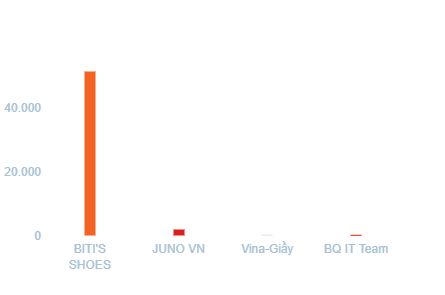 40.000
20.000
0
BITI'S
SHOES
JUNO VN
Vina-Giầy
BQ IT Team